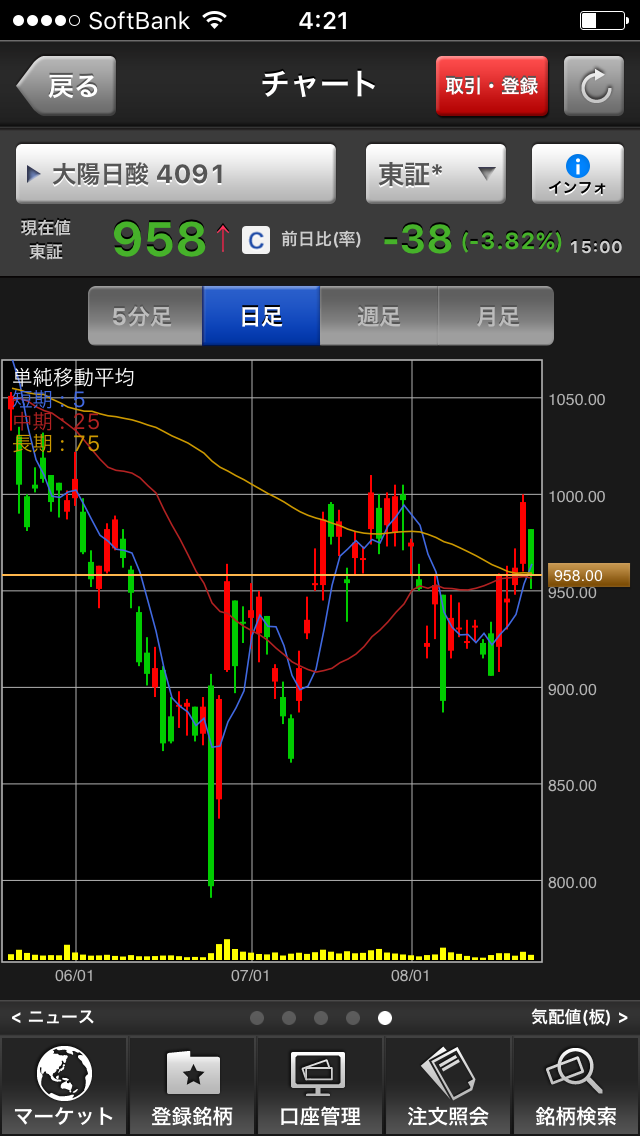 SoftBank 4:21
戻る チャート 取引・登録
大陽日酸 4091 東証* インフォ
現在値 東証 958↑ C 前日比(率) -38 (-3.82%) 15:00
5分足 日足 週足 月足
単純移動平均
短期 : 5
中期 : 25
長期 : 75
1050.00
1000.00
958.00
950.00
900.00
850.00
800.00
06/01 07/01 08/01
< ニュース 気配値(板) >
マーケット 登録銘柄 口座管理 注文照会 銘柄検索